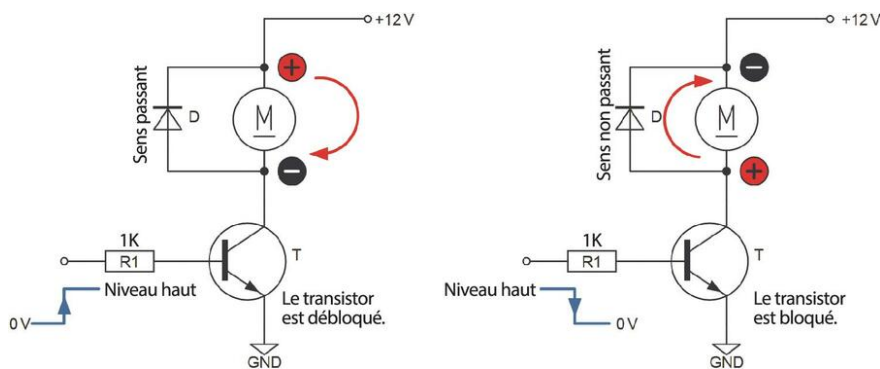 +12 V
+
Sens passant
D
M
−
1K
R1
T
Niveau haut
0 V
Le transistor
est débloqué.
GND
+12 V
−
Sens non passant
D
M
+
1K
R1
T
Niveau haut
0 V
Le transistor
est bloqué.
GND